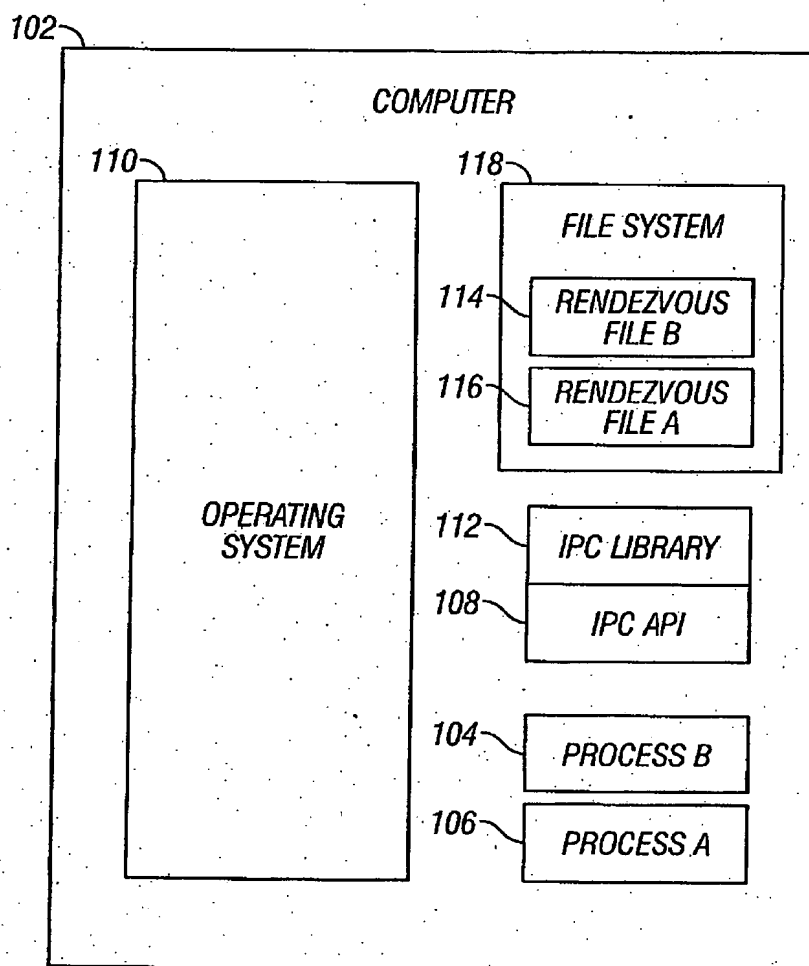 102
COMPUTER
110
118
FILE SYSTEM
114
RENDEZVOUS
FILE B
116
RENDEZVOUS
FILE A
OPERATING
SYSTEM
112
IPC LIBRARY
108
IPC API
104
PROCESS B
106
PROCESS A